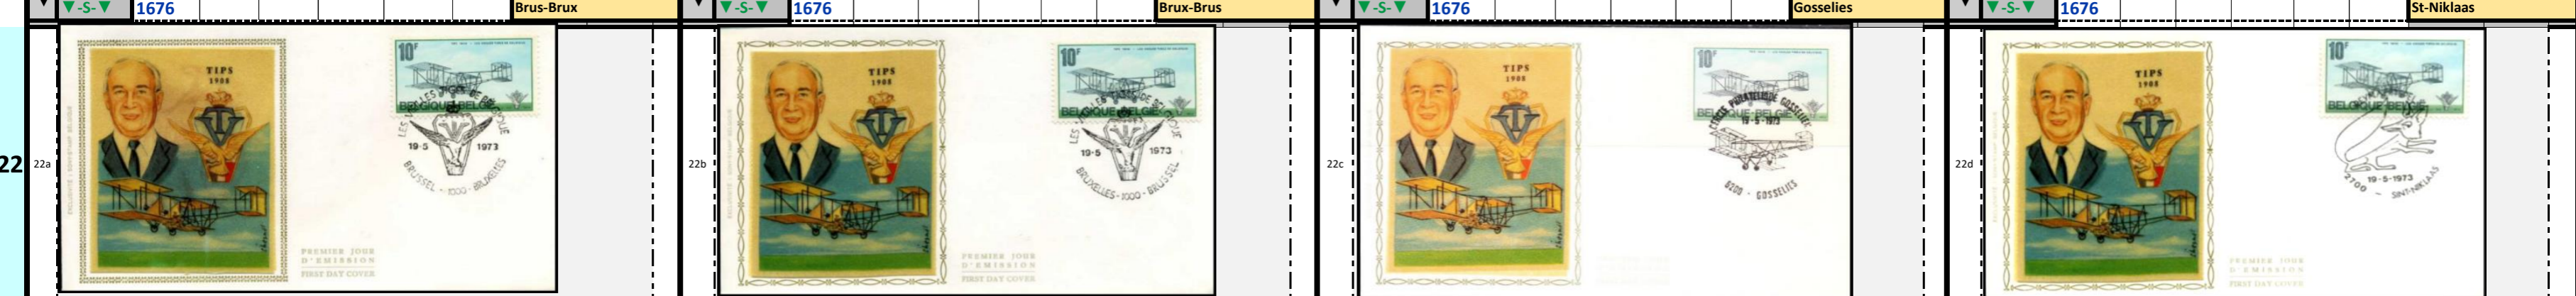 ▼ ▼-S-▼ 1676 Brus-Brux
▼ ▼-S-▼ 1676 Brux-Brus
▼ ▼-S-▼ 1676 Gosselies
▼ ▼-S-▼ 1676 St-Niklaas
22
22a
TIPS
1908
PREMIER JOUR
D'EMISSION
FIRST DAY COVER
10F
BELGIQUE BELGIE
19-5 1973
BRUSSEL - 1000 - BRUXELLES
22b
TIPS
1908
PREMIER JOUR
D'EMISSION
FIRST DAY COVER
10F
BELGIQUE-BELGIE
19-5 1973
BRUXELLES - 1000 - BRUSSEL
22c
TIPS
1908
10F
BELGIQUE-BELGIE
CERCLE PHILATELIQUE GOSSELIES
19-5-1973
6200 - GOSSELIES
22d
TIPS
1908
PREMIER JOUR
D'EMISSION
FIRST DAY COVER
10F
BELGIQUE-BELGIE
19-5-1973
2700 - SINT-NIKLAAS